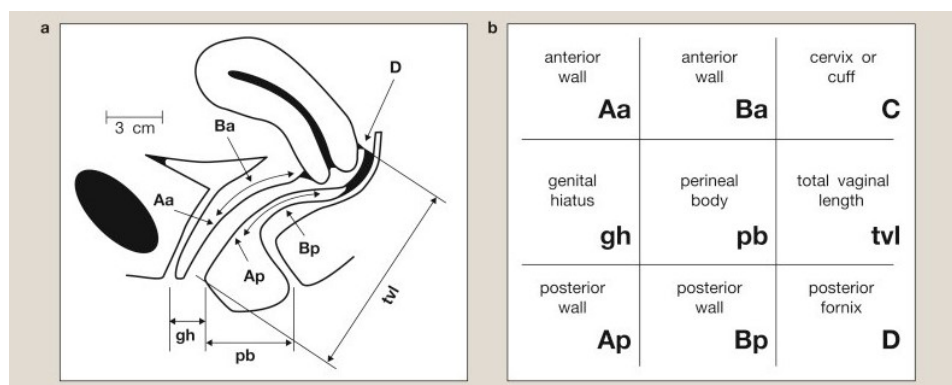 a
D
3 cm
Ba
Aa
Ap
Bp
tvl
gh
pb
b
anterior
wall
Aa
anterior
wall
Ba
cervix or
cuff
C
genital
hiatus
gh
perineal
body
pb
total vaginal
length
tvl
posterior
wall
Ap
posterior
wall
Bp
posterior
fornix
D